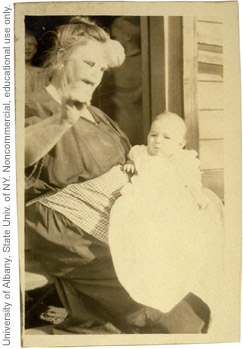 University of Albany, State Univ. of NY. Noncommercial, educational use only.